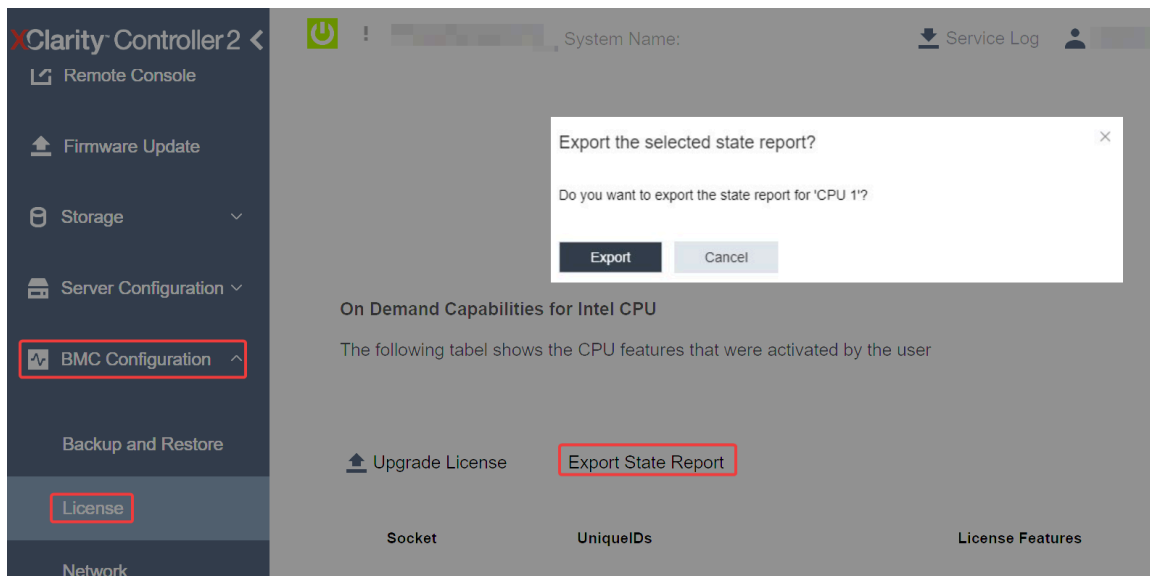 XClarity Controller 2
Remote Console
Firmware Update
Storage
Server Configuration
BMC Configuration
Backup and Restore
License
Network
! System Name:
Service Log
Export the selected state report?
Do you want to export the state report for 'CPU 1'?
Export Cancel
On Demand Capabilities for Intel CPU
The following tabel shows the CPU features that were activated by the user
Upgrade License Export State Report
Socket UniqueIDs License Features